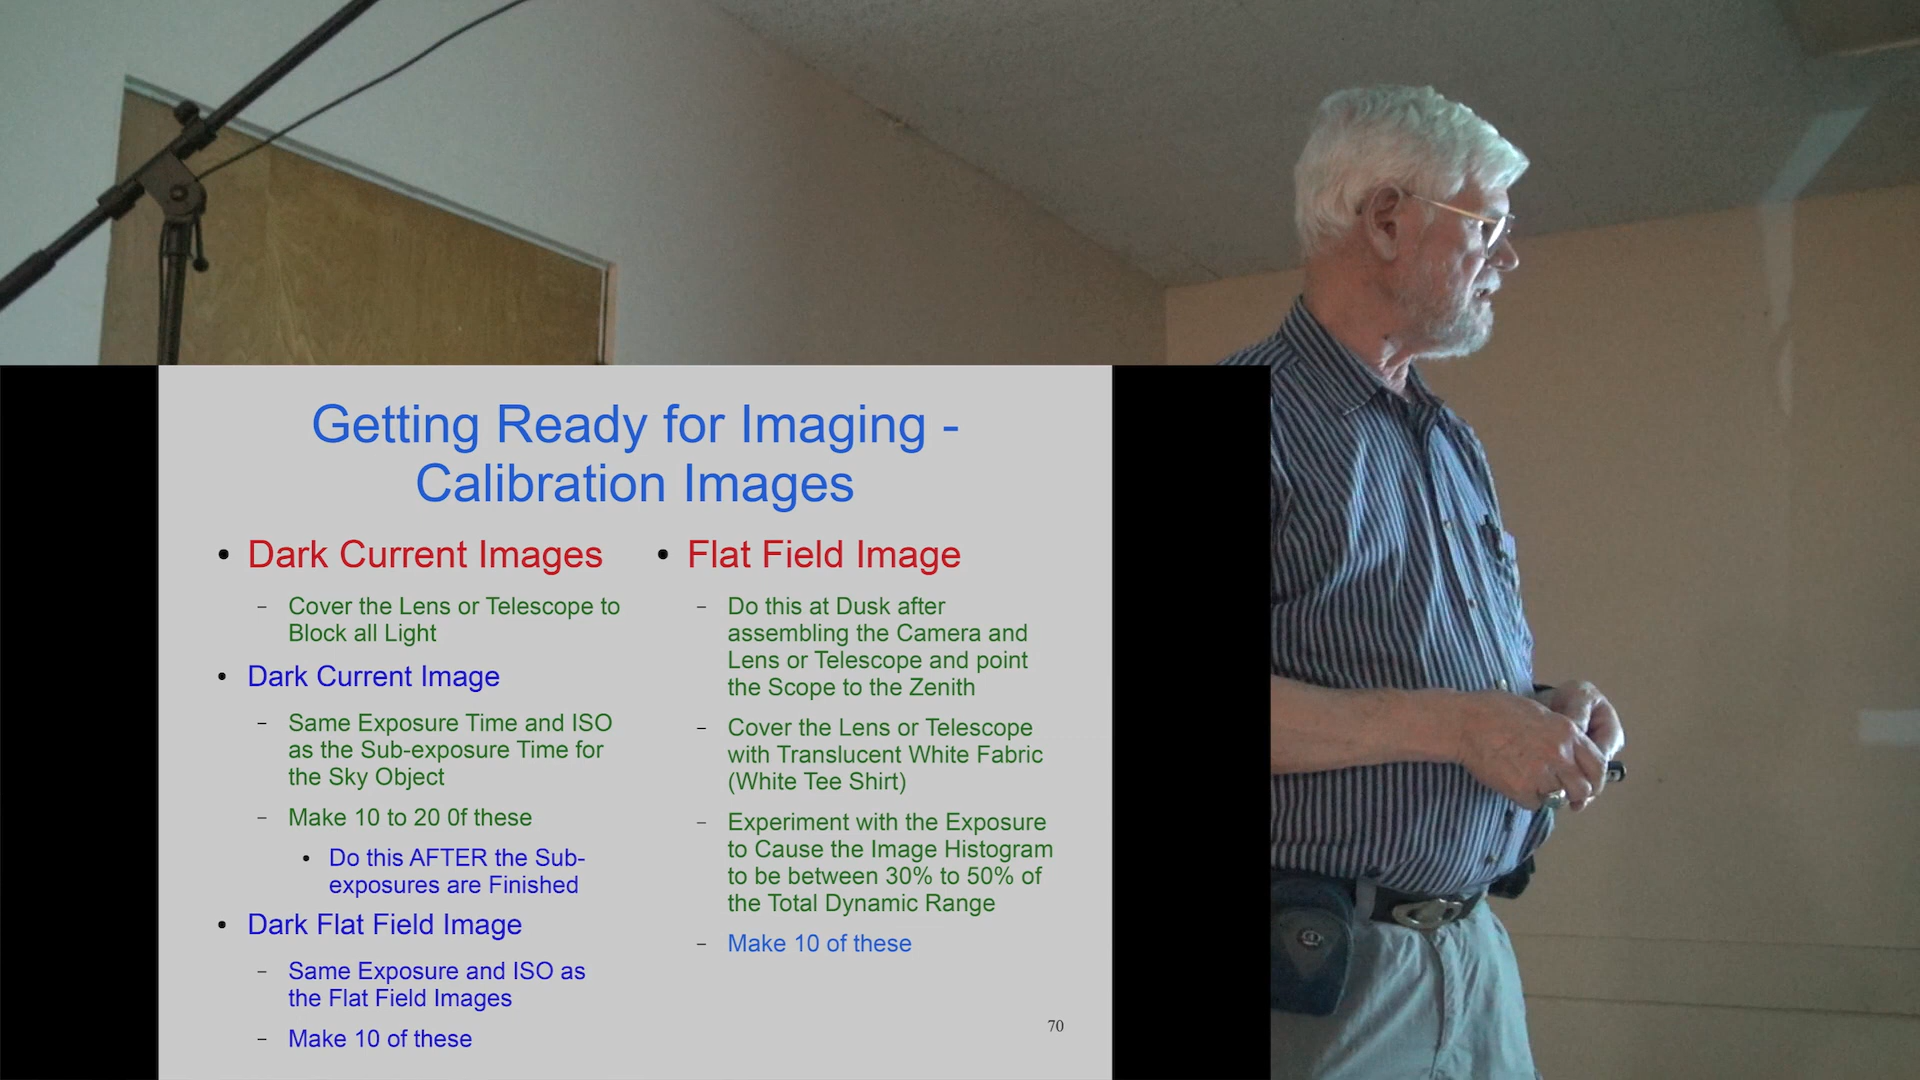 Getting Ready for Imaging -
Calibration Images
• Dark Current Images
– Cover the Lens or Telescope to
Block all Light
• Dark Current Image
– Same Exposure Time and ISO
as the Sub-exposure Time for
the Sky Object
– Make 10 to 20 0f these
• Do this AFTER the Sub-
exposures are Finished
• Dark Flat Field Image
– Same Exposure and ISO as
the Flat Field Images
– Make 10 of these
• Flat Field Image
– Do this at Dusk after
assembling the Camera and
Lens or Telescope and point
the Scope to the Zenith
– Cover the Lens or Telescope
with Translucent White Fabric
(White Tee Shirt)
– Experiment with the Exposure
to Cause the Image Histogram
to be between 30% to 50% of
the Total Dynamic Range
– Make 10 of these
70